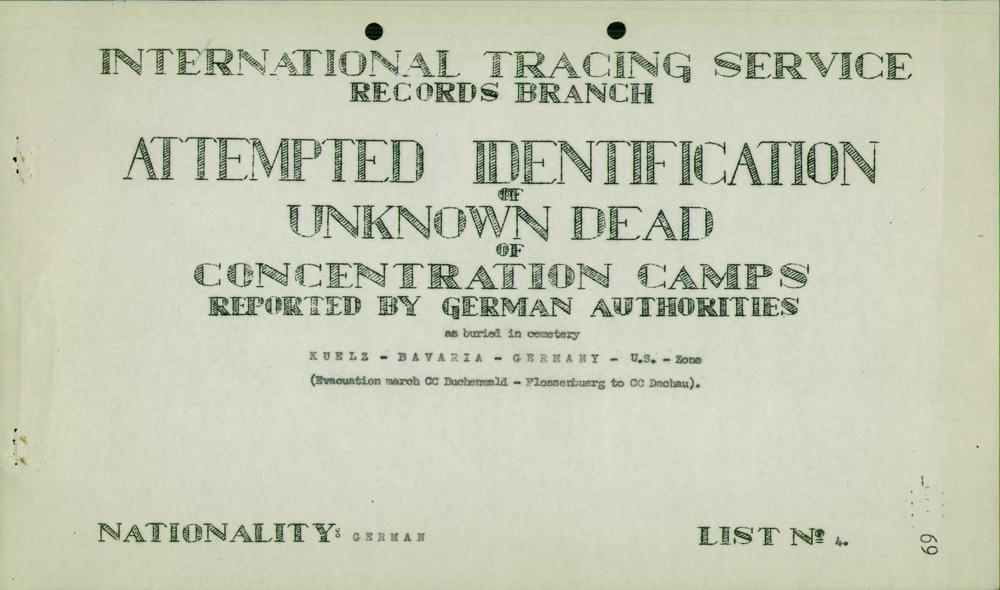 INTERNATIONAL TRACING SERVICE
RECORDS BRANCH
ATTEMPTED IDENTIFICATION
OF
UNKNOWN DEAD
OF
CONCENTRATION CAMPS
REPORTED BY GERMAN AUTHORITIES
as buried in cemetery
KUELZ - BAVARIA - GERMANY - U.S. - Zone
(Evacuation march CC Buchenwald - Flossenbuerg to CC Dachau).
NATIONALITY: GERMAN
LIST Nº 4.
69